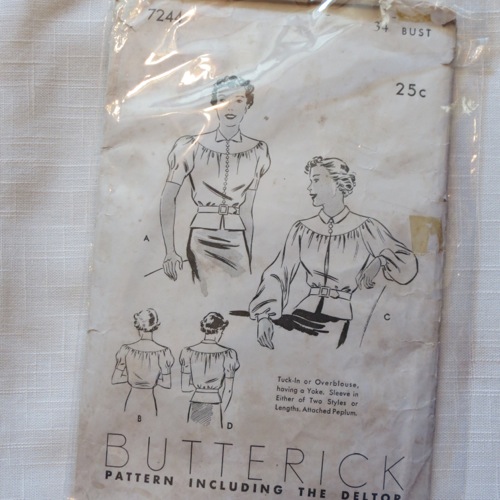 7244
34 BUST
25c
A
C
B
D
Tuck-In or Overblouse,
having a Yoke. Sleeve in
Either of Two Styles or
Lengths. Attached Peplum.
BUTTERICK
PATTERN INCLUDING THE DELTOR